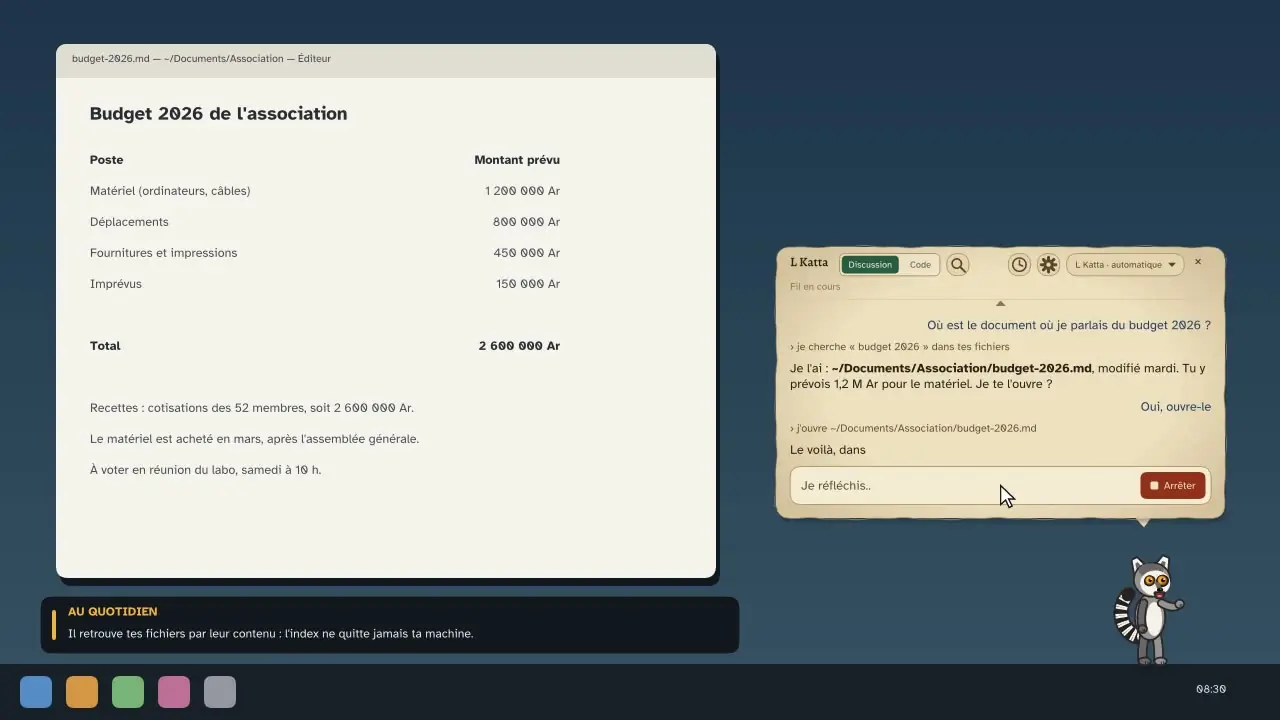 budget-2026.md — ~/Documents/Association — Éditeur
Budget 2026 de l'association
Poste Montant prévu
Matériel (ordinateurs, câbles) 1 200 000 Ar
Déplacements 800 000 Ar
Fournitures et impressions 450 000 Ar
Imprévus 150 000 Ar
Total 2 600 000 Ar
Recettes : cotisations des 52 membres, soit 2 600 000 Ar.
Le matériel est acheté en mars, après l'assemblée générale.
À voter en réunion du labo, samedi à 10 h.
L Katta Discussion Code L Katta · automatique ×
Fil en cours
Où est le document où je parlais du budget 2026 ?
› je cherche « budget 2026 » dans tes fichiers
Je l'ai : ~/Documents/Association/budget-2026.md, modifié mardi. Tu y
prévois 1,2 M Ar pour le matériel. Je te l'ouvre ?
Oui, ouvre-le
› j'ouvre ~/Documents/Association/budget-2026.md
Le voilà, dans
Je réfléchis.. Arrêter
AU QUOTIDIEN
Il retrouve tes fichiers par leur contenu : l'index ne quitte jamais ta machine.
08:30